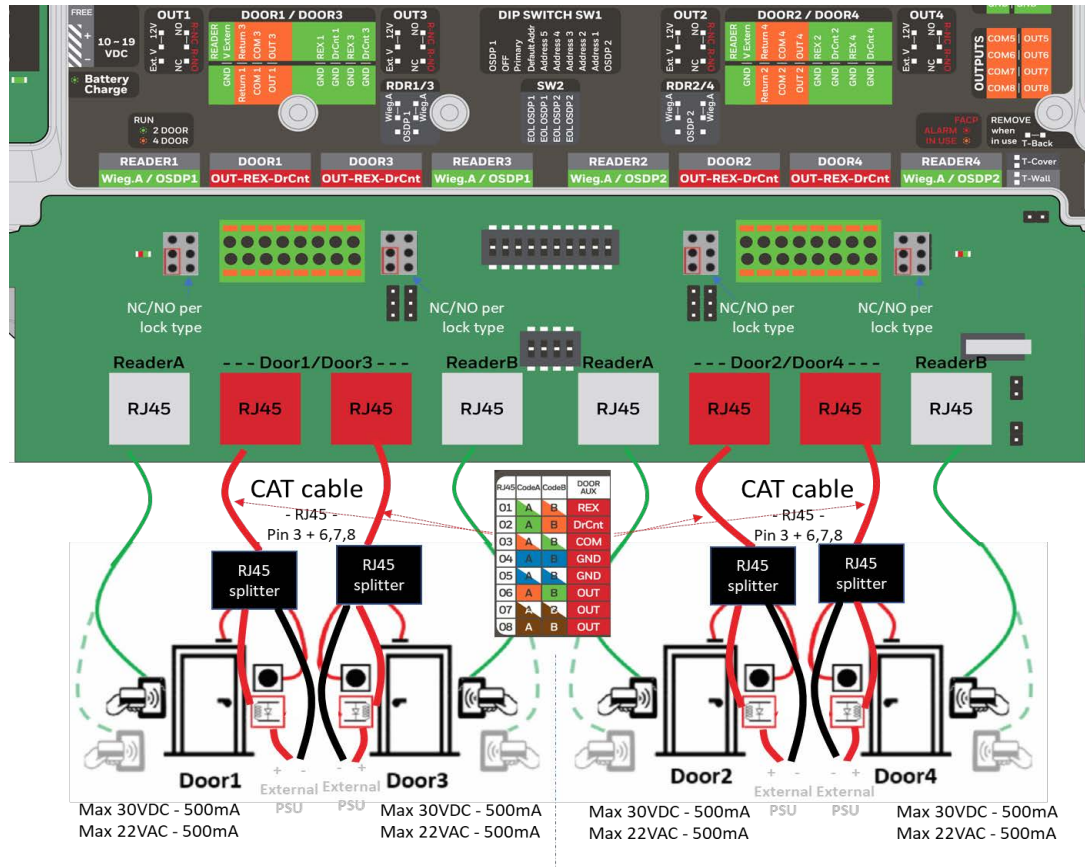 FREE
10 – 19
VDC
+
−
Battery
Charge
OUT1
Ext. V
12V
NC
NO
R-NC-B
R-NO-B
DOOR1 / DOOR3
READER
V Extern
Return 3
COM 3
OUT 3
REX 1
DrCnt 1
REX 3
DrCnt 3
GND
Return 1
COM 1
OUT 1
GND
GND
GND
GND
OUT3
Ext. V
12V
NC
NO
R-NC-B
R-NO-B
RDR1/3
Wieg.A
OSDP 1
Wieg.A
DIP SWITCH SW1
OSDP 1
OFF
Primary
Default Addr
Address 5
Address 4
Address 3
Address 2
Address 1
OSDP 2
SW2
EOL OSDP1
EOL OSDP1
EOL OSDP2
EOL OSDP2
OUT2
Ext. V
12V
NC
NO
R-NC-B
R-NO-B
RDR2/4
Wieg.A
OSDP 2
Wieg.A
DOOR2 / DOOR4
READER
V Extern
Return 4
COM 4
OUT 4
REX 2
DrCnt 2
REX 4
DrCnt 4
GND
Return 2
COM 2
OUT 2
GND
GND
GND
GND
OUT4
Ext. V
12V
NC
NO
R-NC-B
R-NO-B
OUTPUTS
COM5 OUT5
COM6 OUT6
COM7 OUT7
COM8 OUT8
RUN
2 DOOR
4 DOOR
FACP
ALARM
IN USE
REMOVE
when
in use T-Back
T-Cover
T-Wall
READER1 DOOR1 DOOR3 READER3 READER2 DOOR2 DOOR4 READER4
Wieg.A / OSDP1 OUT-REX-DrCnt OUT-REX-DrCnt Wieg.A / OSDP1 Wieg.A / OSDP2 OUT-REX-DrCnt OUT-REX-DrCnt Wieg.A / OSDP2
NC/NO per
lock type
NC/NO per
lock type
NC/NO per
lock type
NC/NO per
lock type
ReaderA --- Door1/Door3 --- ReaderB ReaderA --- Door2/Door4 --- ReaderB
RJ45 RJ45 RJ45 RJ45 RJ45 RJ45 RJ45 RJ45
CAT cable
- RJ45 -
Pin 3 + 6,7,8
RJ45 CodeA CodeB DOOR AUX
01 A B REX
02 A B DrCnt
03 A B COM
04 A B GND
05 A B GND
06 A B OUT
07 A B OUT
08 A B OUT
CAT cable
- RJ45 -
Pin 3 + 6,7,8
RJ45
splitter
RJ45
splitter
RJ45
splitter
RJ45
splitter
Door1
+ -
External
PSU
- +
External
PSU
Door3
Door2
+ -
External
PSU
- +
External
PSU
Door4
Max 30VDC - 500mA
Max 22VAC - 500mA
Max 30VDC - 500mA
Max 22VAC - 500mA
Max 30VDC - 500mA
Max 22VAC - 500mA
Max 30VDC - 500mA
Max 22VAC - 500mA